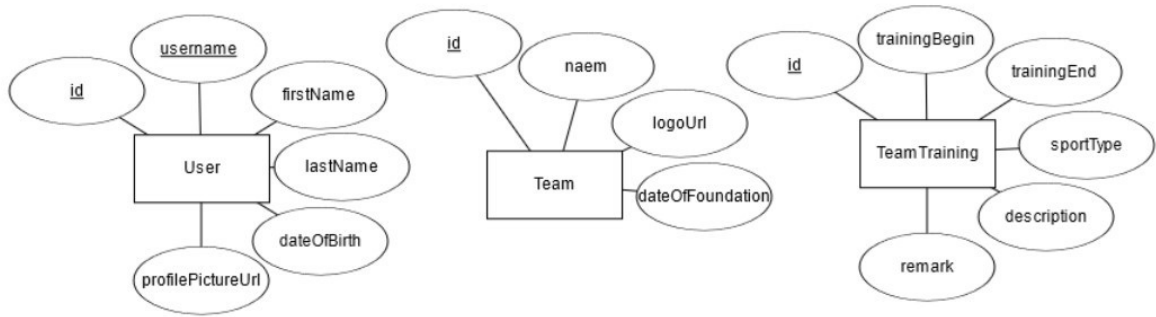 id
username
firstName
User
lastName
dateOfBirth
profilePictureUrl
id
naem
logoUrl
Team
dateOfFoundation
id
trainingBegin
trainingEnd
TeamTraining
sportType
description
remark